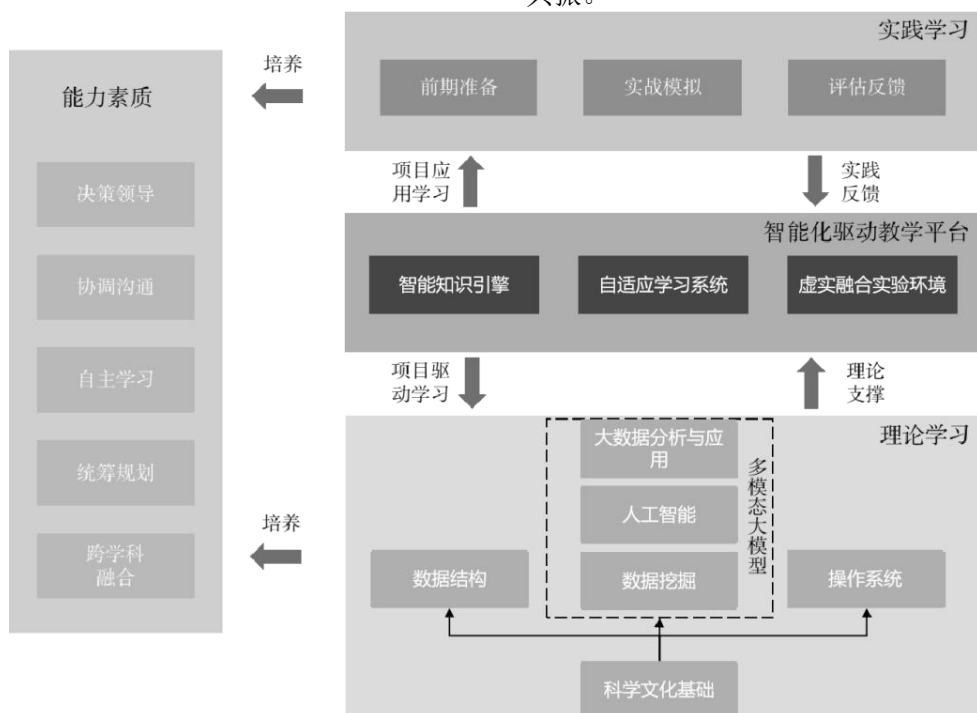 共振。
实践学习
培养
能力素质
前期准备
实战模拟
评估反馈
决策领导
项目应
用学习
实践
反馈
智能化驱动教学平台
协调沟通
智能知识引擎
自适应学习系统
虚实融合实验环境
自主学习
项目驱
动学习
理论
支撑
理论学习
大数据分析与应
用
多模态大模型
统筹规划
人工智能
培养
跨学科
融合
数据结构
数据挖掘
操作系统
科学文化基础